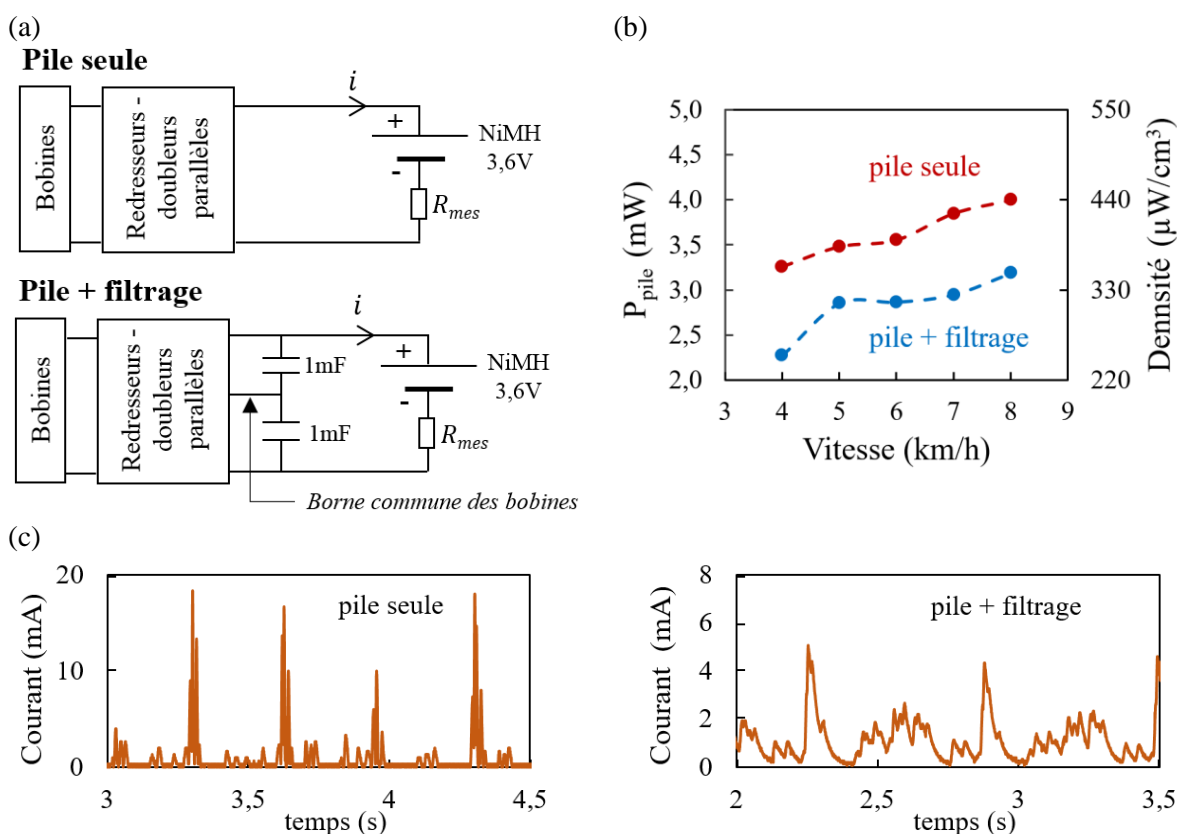 (a)
Pile seule
Bobines
Redresseurs -
doubleurs
parallèles
i
+
-
NiMH
3,6V
R_mes
Pile + filtrage
Bobines
Redresseurs -
doubleurs
parallèles
i
1mF
1mF
+
-
NiMH
3,6V
R_mes
Borne commune des bobines
(b)
5,0
4,5
4,0
3,5
3,0
2,5
2,0
P_pile (mW)
550
440
330
220
Dennsité (µW/cm³)
pile seule
pile + filtrage
3 4 5 6 7 8 9
Vitesse (km/h)
(c)
20
10
0
Courant (mA)
pile seule
3 3,5 4 4,5
temps (s)
8
6
4
2
0
Courant (mA)
pile + filtrage
2 2,5 3 3,5
temps (s)